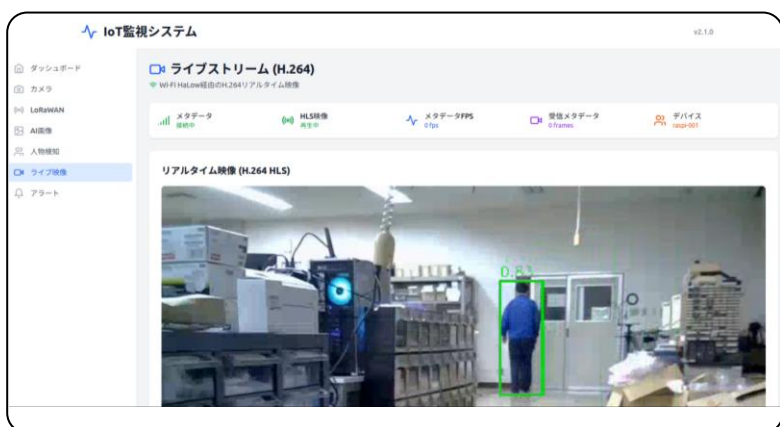 IoT監視システム
v2.1.0
ダッシュボード
カメラ
LoRaWAN
AI画像
人物検知
ライブ映像
アラート
ライブストリーム (H.264)
Wi-Fi HaLow経由のH.264リアルタイム映像
メタデータ
接続中
HLS映像
再生中
メタデータFPS
0 fps
受信メタデータ
0 frames
デバイス
raspi-001
リアルタイム映像 (H.264 HLS)
0.83